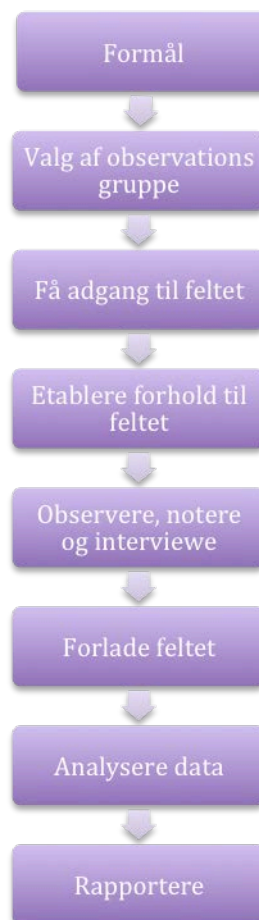 Formål
Valg af observations
gruppe
Få adgang til feltet
Etablere forhold til
feltet
Observere, notere
og interviewe
Forlade feltet
Analysere data
Rapportere